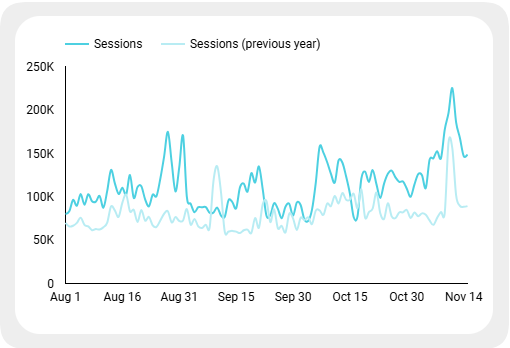 Sessions Sessions (previous year)
250K
200K
150K
100K
50K
0
Aug 1 Aug 16 Aug 31 Sep 15 Sep 30 Oct 15 Oct 30 Nov 14